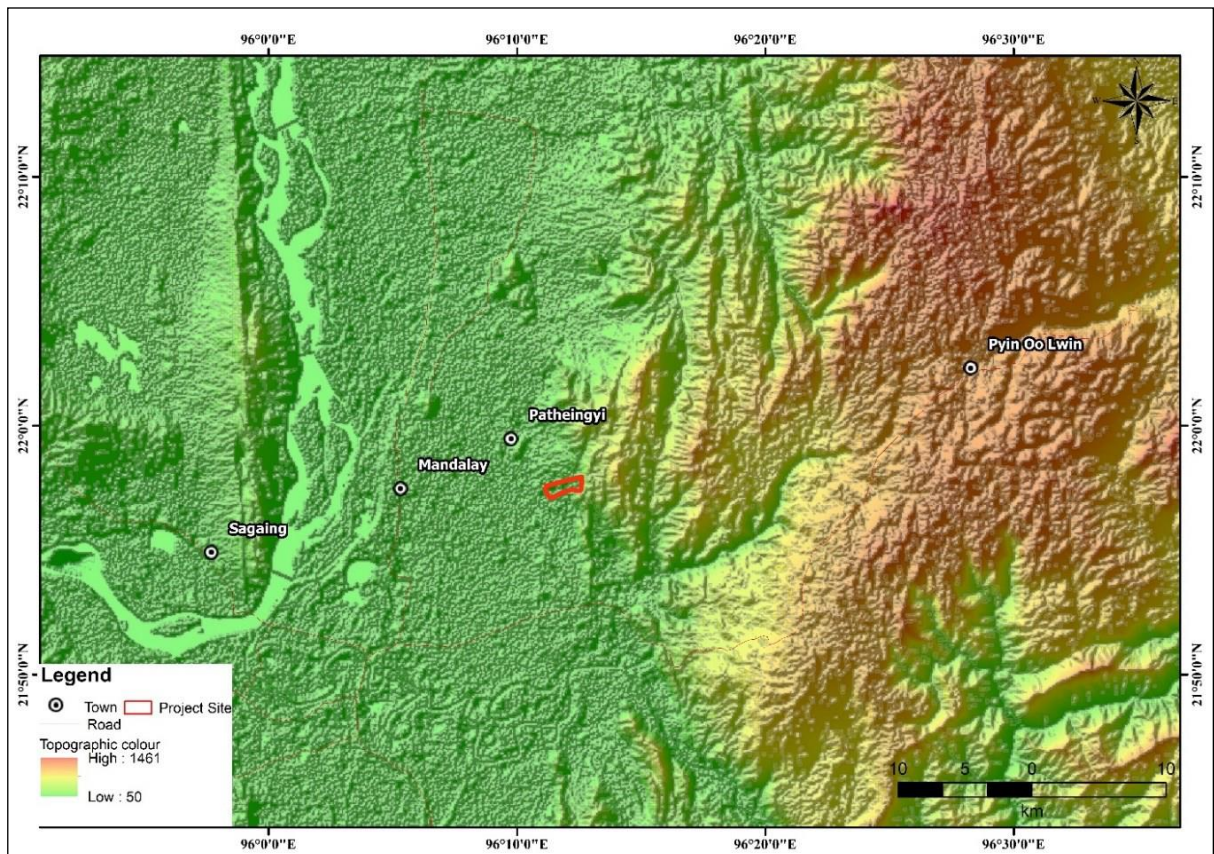 96°0'0"E 96°10'0"E 96°20'0"E 96°30'0"E
22°10'0"N 22°10'0"N
Pyin Oo Lwin
22°0'0"N 22°0'0"N
Patheingyi
Mandalay
Sagaing
21°50'0"N 21°50'0"N
Legend
Town Project Site
Road
Topographic colour
High : 1461
Low : 50
10 5 0 10
km
96°0'0"E 96°10'0"E 96°20'0"E 96°30'0"E